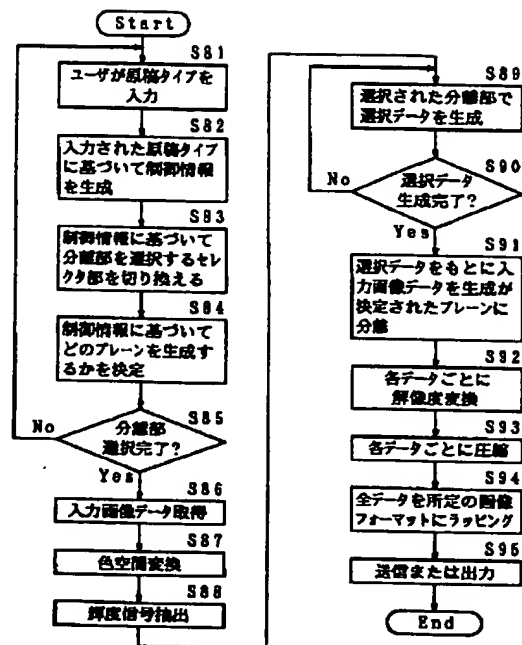 Start
S81
ユーザが原稿タイプを
入力
S82
入力された原稿タイプ
に基づいて制御情報
を生成
S83
制御情報に基づいて
分離部を選択するセレ
クタ部を切り換える
S84
制御情報に基づいて
どのプレーンを生成す
るかを決定
S85
分離部
選択完了?
No
Yes
S86
入力画像データ取得
S87
色空間変換
S88
輝度信号抽出
S89
選択された分離部で
選択データを生成
S90
選択データ
生成完了?
No
Yes
S91
選択データをもとに入
力画像データを生成が
決定されたプレーンに
分離
S92
各データごとに
解像度変換
S93
各データごとに圧縮
S94
全データを所定の画像
フォーマットにラッピング
S95
送信または出力
End